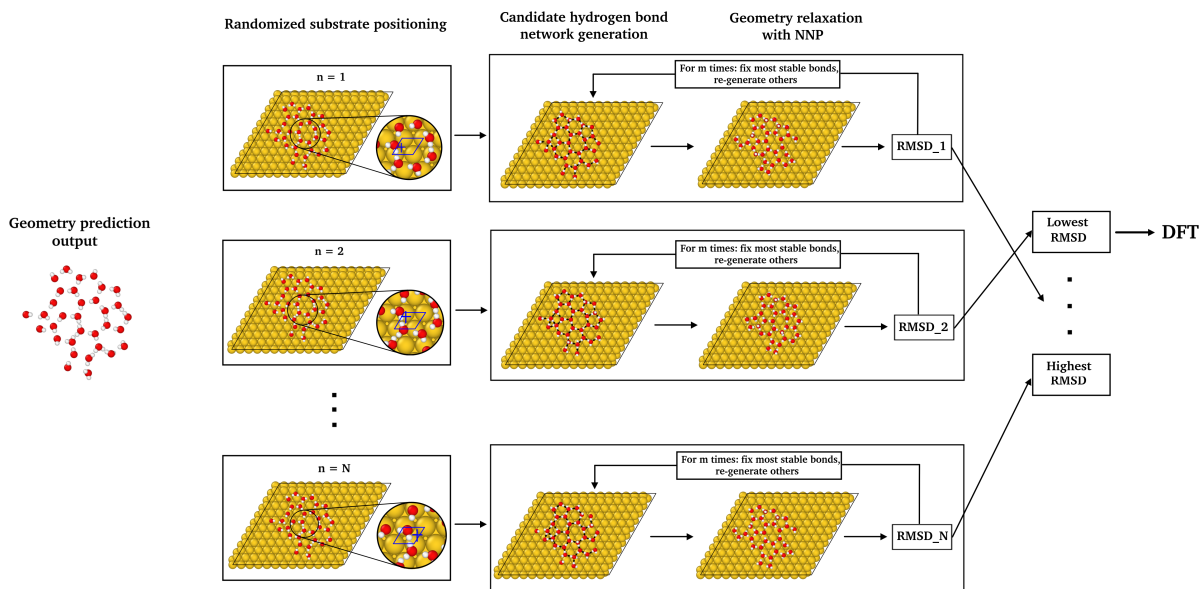 Randomized substrate positioning
Candidate hydrogen bond
network generation
Geometry relaxation
with NNP
Geometry prediction
output
n = 1
For m times: fix most stable bonds,
re-generate others
RMSD_1
n = 2
For m times: fix most stable bonds,
re-generate others
RMSD_2
n = N
For m times: fix most stable bonds,
re-generate others
RMSD_N
Lowest
RMSD
DFT
Highest
RMSD